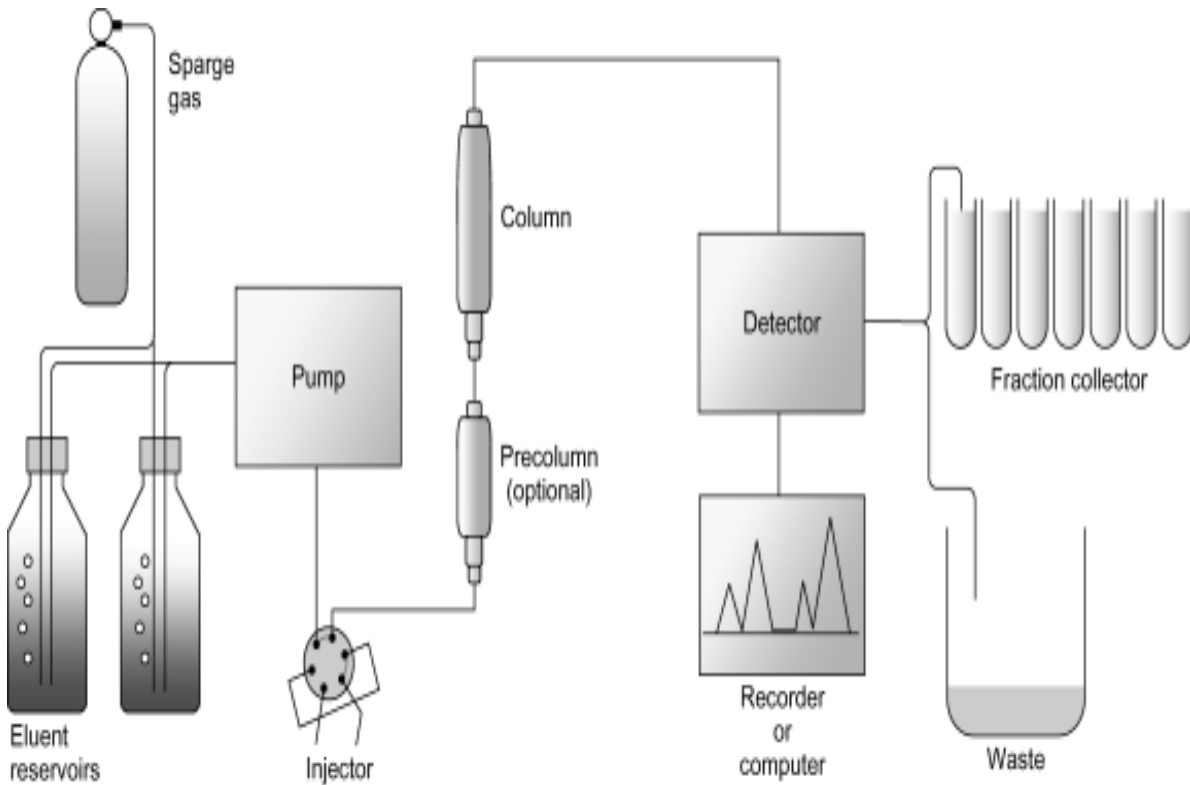 Sparge
gas
Column
Pump
Detector
Fraction collector
Precolumn
(optional)
Eluent
reservoirs
Injector
Recorder
or
computer
Waste